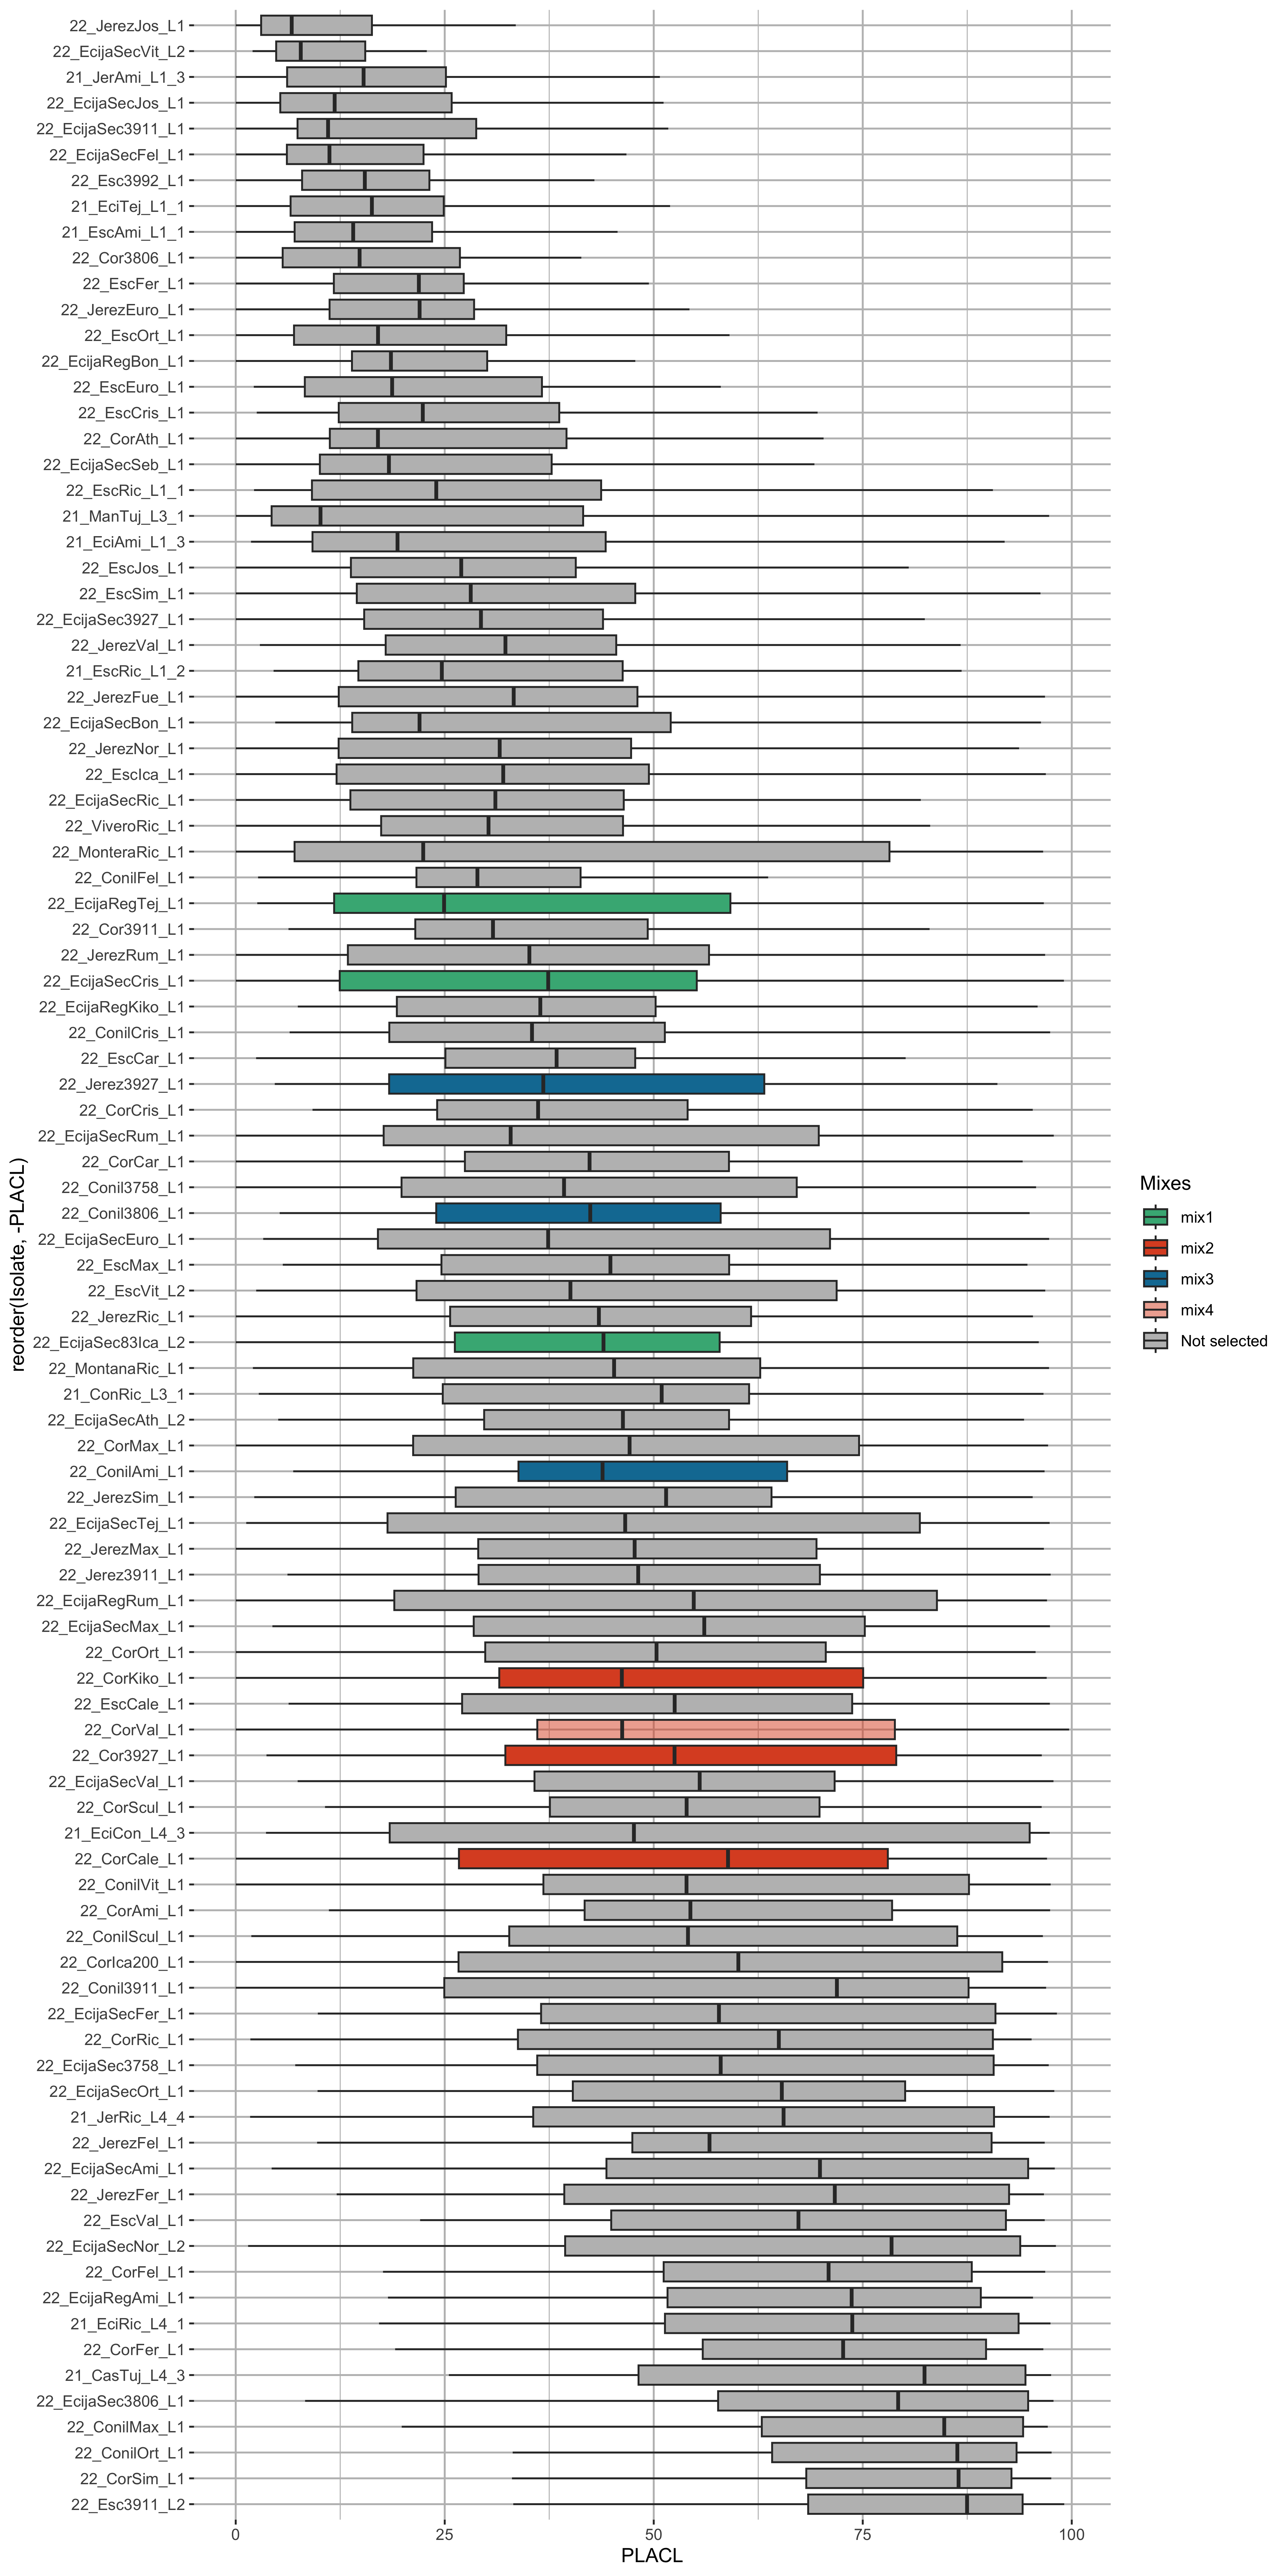 22_JerezJos_L1
22_EcijaSecVit_L2
21_JerAmi_L1_3
22_EcijaSecJos_L1
22_EcijaSec3911_L1
22_EcijaSecFel_L1
22_Esc3992_L1
21_EciTej_L1_1
21_EscAmi_L1_1
22_Cor3806_L1
22_EscFer_L1
22_JerezEuro_L1
22_EscOrt_L1
22_EcijaRegBon_L1
22_EscEuro_L1
22_EscCris_L1
22_CorAth_L1
22_EcijaSecSeb_L1
22_EscRic_L1_1
21_ManTuj_L3_1
21_EciAmi_L1_3
22_EscJos_L1
22_EscSim_L1
22_EcijaSec3927_L1
22_JerezVal_L1
21_EscRic_L1_2
22_JerezFue_L1
22_EcijaSecBon_L1
22_JerezNor_L1
22_EscIca_L1
22_EcijaSecRic_L1
22_ViveroRic_L1
22_MonteraRic_L1
22_ConilFel_L1
22_EcijaRegTej_L1
22_Cor3911_L1
22_JerezRum_L1
22_EcijaSecCris_L1
22_EcijaRegKiko_L1
22_ConilCris_L1
22_EscCar_L1
22_Jerez3927_L1
22_CorCris_L1
22_EcijaSecRum_L1
22_CorCar_L1
22_Conil3758_L1
22_Conil3806_L1
22_EcijaSecEuro_L1
22_EscMax_L1
22_EscVit_L2
22_JerezRic_L1
22_EcijaSec83Ica_L2
22_MontanaRic_L1
21_ConRic_L3_1
22_EcijaSecAth_L2
22_CorMax_L1
22_ConilAmi_L1
22_JerezSim_L1
22_EcijaSecTej_L1
22_JerezMax_L1
22_Jerez3911_L1
22_EcijaRegRum_L1
22_EcijaSecMax_L1
22_CorOrt_L1
22_CorKiko_L1
22_EscCale_L1
22_CorVal_L1
22_Cor3927_L1
22_EcijaSecVal_L1
22_CorScul_L1
21_EciCon_L4_3
22_CorCale_L1
22_ConilVit_L1
22_CorAmi_L1
22_ConilScul_L1
22_CorIca200_L1
22_Conil3911_L1
22_EcijaSecFer_L1
22_CorRic_L1
22_EcijaSec3758_L1
22_EcijaSecOrt_L1
21_JerRic_L4_4
22_JerezFel_L1
22_EcijaSecAmi_L1
22_JerezFer_L1
22_EscVal_L1
22_EcijaSecNor_L2
22_CorFel_L1
22_EcijaRegAmi_L1
21_EciRic_L4_1
22_CorFer_L1
21_CasTuj_L4_3
22_EcijaSec3806_L1
22_ConilMax_L1
22_ConilOrt_L1
22_CorSim_L1
22_Esc3911_L2
reorder(Isolate, -PLACL)
0 25 50 75 100
PLACL
Mixes
mix1
mix2
mix3
mix4
Not selected